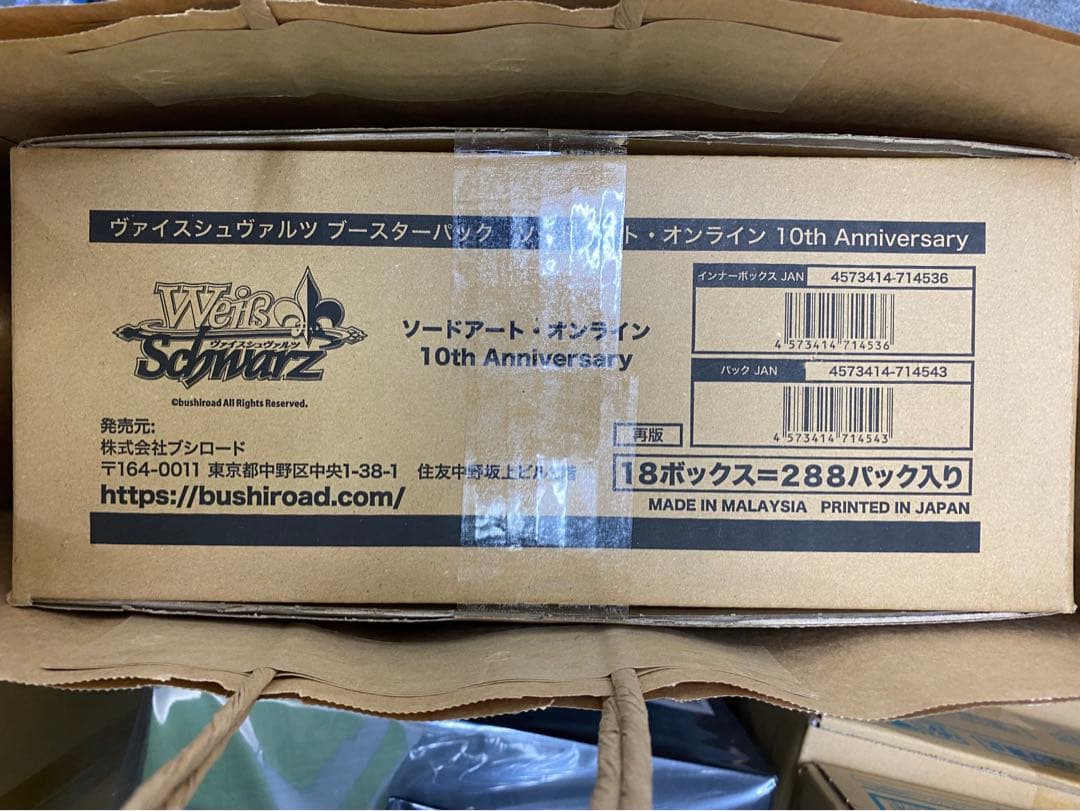 ヴァイスシュヴァルツ ブースターパック ソ ト・オンライン 10th Anniversary
Weiß
ヴァイスシュヴァルツ
Schwarz
©bushiroad All Rights Reserved.
ソードアート・オンライン
10th Anniversary
発売元:
株式会社ブシロード
〒164-0011 東京都中野区中央1-38-1 住友中野坂上ビル 階
https://bushiroad.com/
インナーボックス JAN 4573414-714536
4 573414 714536
パック JAN 4573414-714543
4 573414 714543
再版
18ボックス=288パック入り
MADE IN MALAYSIA PRINTED IN JAPAN